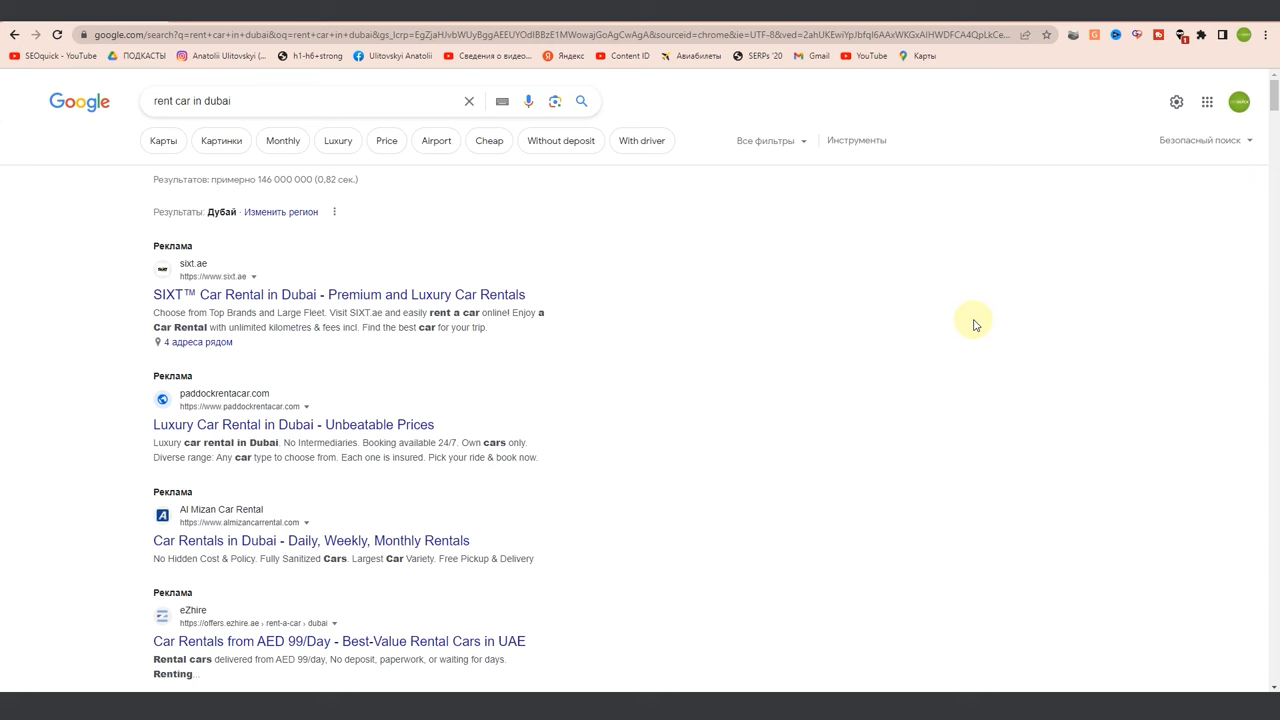 google.com/search?q=rent+car+in+dubai&oq=rent+car+in+dubai&gs_lcrp=EgZjaHJvbWUyBggAEEUYODIBBzE1MWowajGoAgCwAgA&sourceid=chrome&ie=UTF-8&ved=2ahUKEwiYpJbfqI6AAxWKGxAIHWDFCA4QpLkCe...
SEOquick - YouTube
ПОДКАСТЫ
Anatolii Ulitovskyi (...
h1-h6+strong
Ulitovskyi Anatolii
Сведения о видео...
Content ID
Яндекс
Авиабилеты
SERPs '20
Gmail
YouTube
Карты
Google
rent car in dubai
Карты
Картинки
Monthly
Luxury
Price
Airport
Cheap
Without deposit
With driver
Все фильтры
Инструменты
Безопасный поиск
Результатов: примерно 146 000 000 (0,82 сек.)
Результаты: Дубай · Изменить регион
Реклама
sixt.ae
https://www.sixt.ae
SIXT™ Car Rental in Dubai - Premium and Luxury Car Rentals
Choose from Top Brands and Large Fleet. Visit SIXT.ae and easily rent a car online! Enjoy a
Car Rental with unlimited kilometres & fees incl. Find the best car for your trip.
4 адреса рядом
Реклама
paddockrentacar.com
https://www.paddockrentacar.com
Luxury Car Rental in Dubai - Unbeatable Prices
Luxury car rental in Dubai. No Intermediaries. Booking available 24/7. Own cars only.
Diverse range: Any car type to choose from. Each one is insured. Pick your ride & book now.
Реклама
Al Mizan Car Rental
https://www.almizancarrental.com
Car Rentals in Dubai - Daily, Weekly, Monthly Rentals
No Hidden Cost & Policy. Fully Sanitized Cars. Largest Car Variety. Free Pickup & Delivery
Реклама
eZhire
https://offers.ezhire.ae › rent-a-car › dubai
Car Rentals from AED 99/Day - Best-Value Rental Cars in UAE
Rental cars delivered from AED 99/day, No deposit, paperwork, or waiting for days.
Renting...